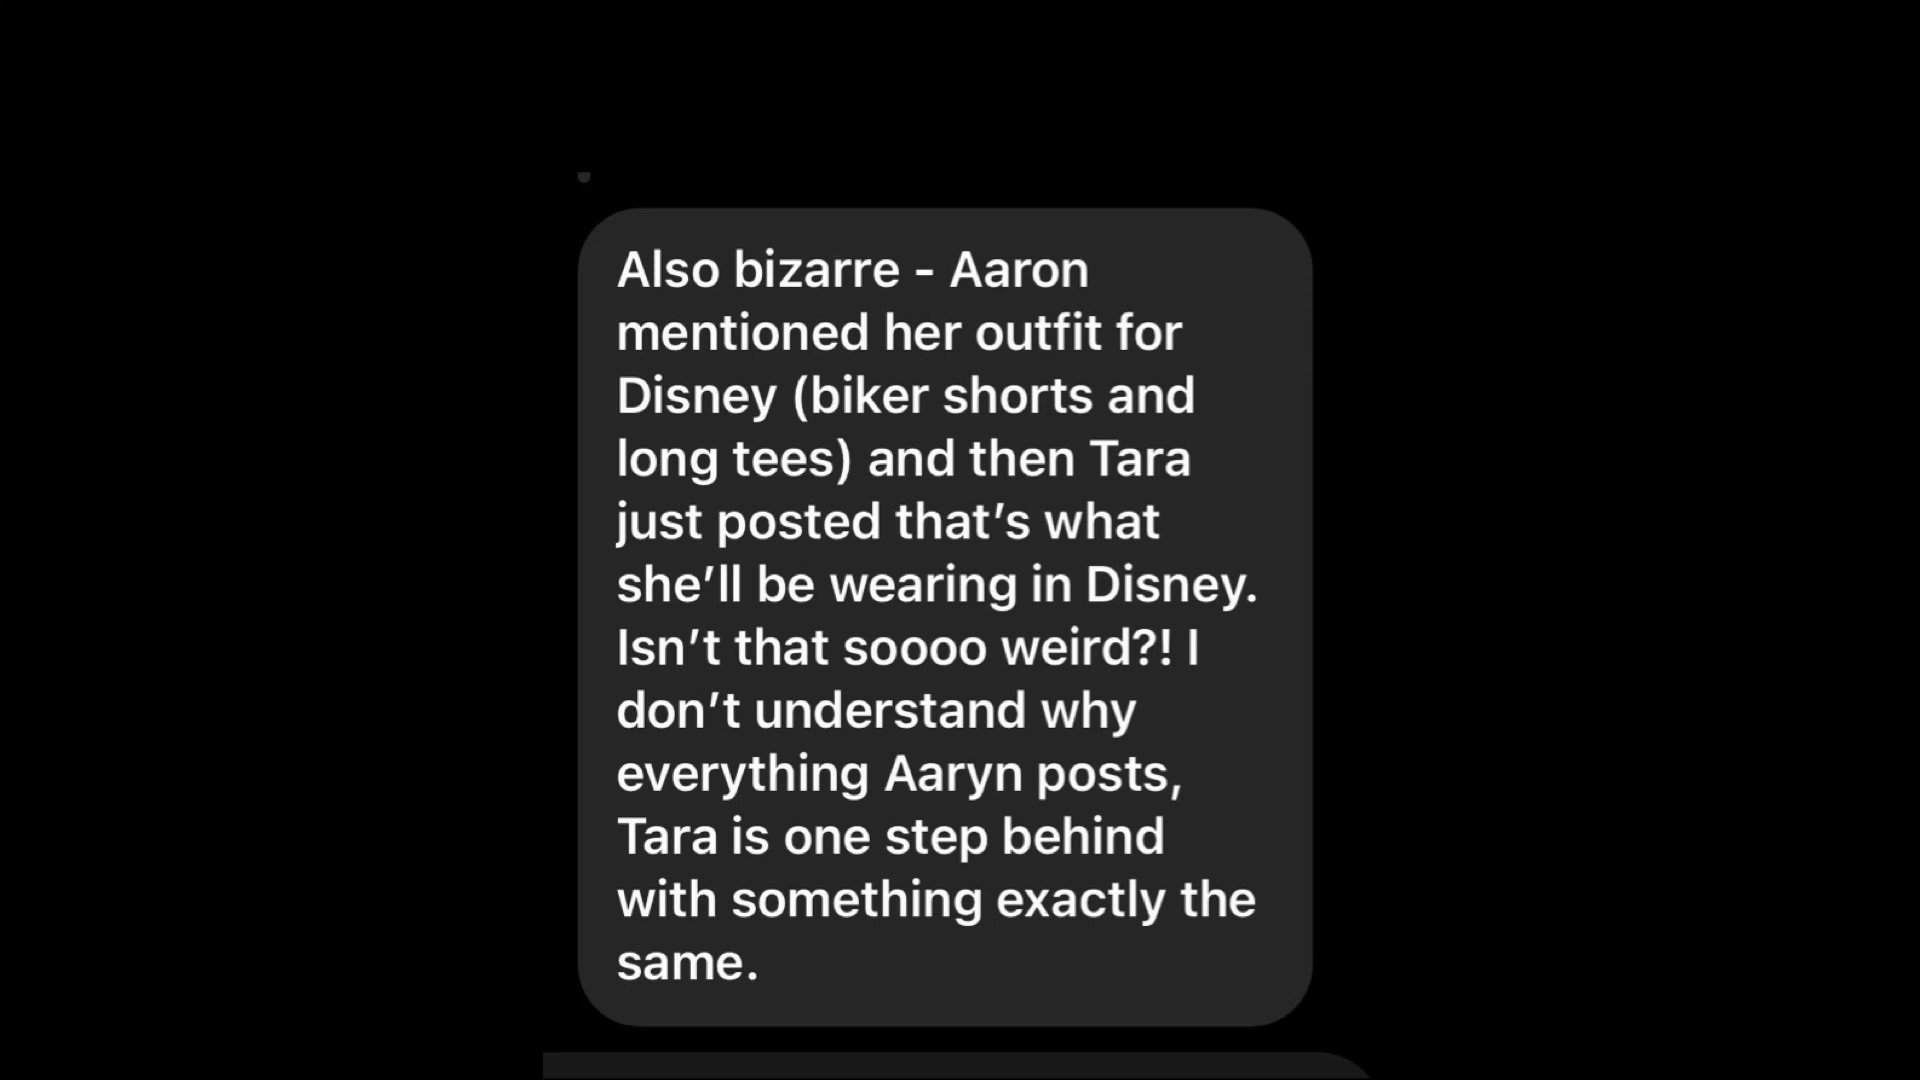 Also bizarre - Aaron
mentioned her outfit for
Disney (biker shorts and
long tees) and then Tara
just posted that’s what
she’ll be wearing in Disney.
Isn’t that soooo weird?! I
don’t understand why
everything Aaryn posts,
Tara is one step behind
with something exactly the
same.